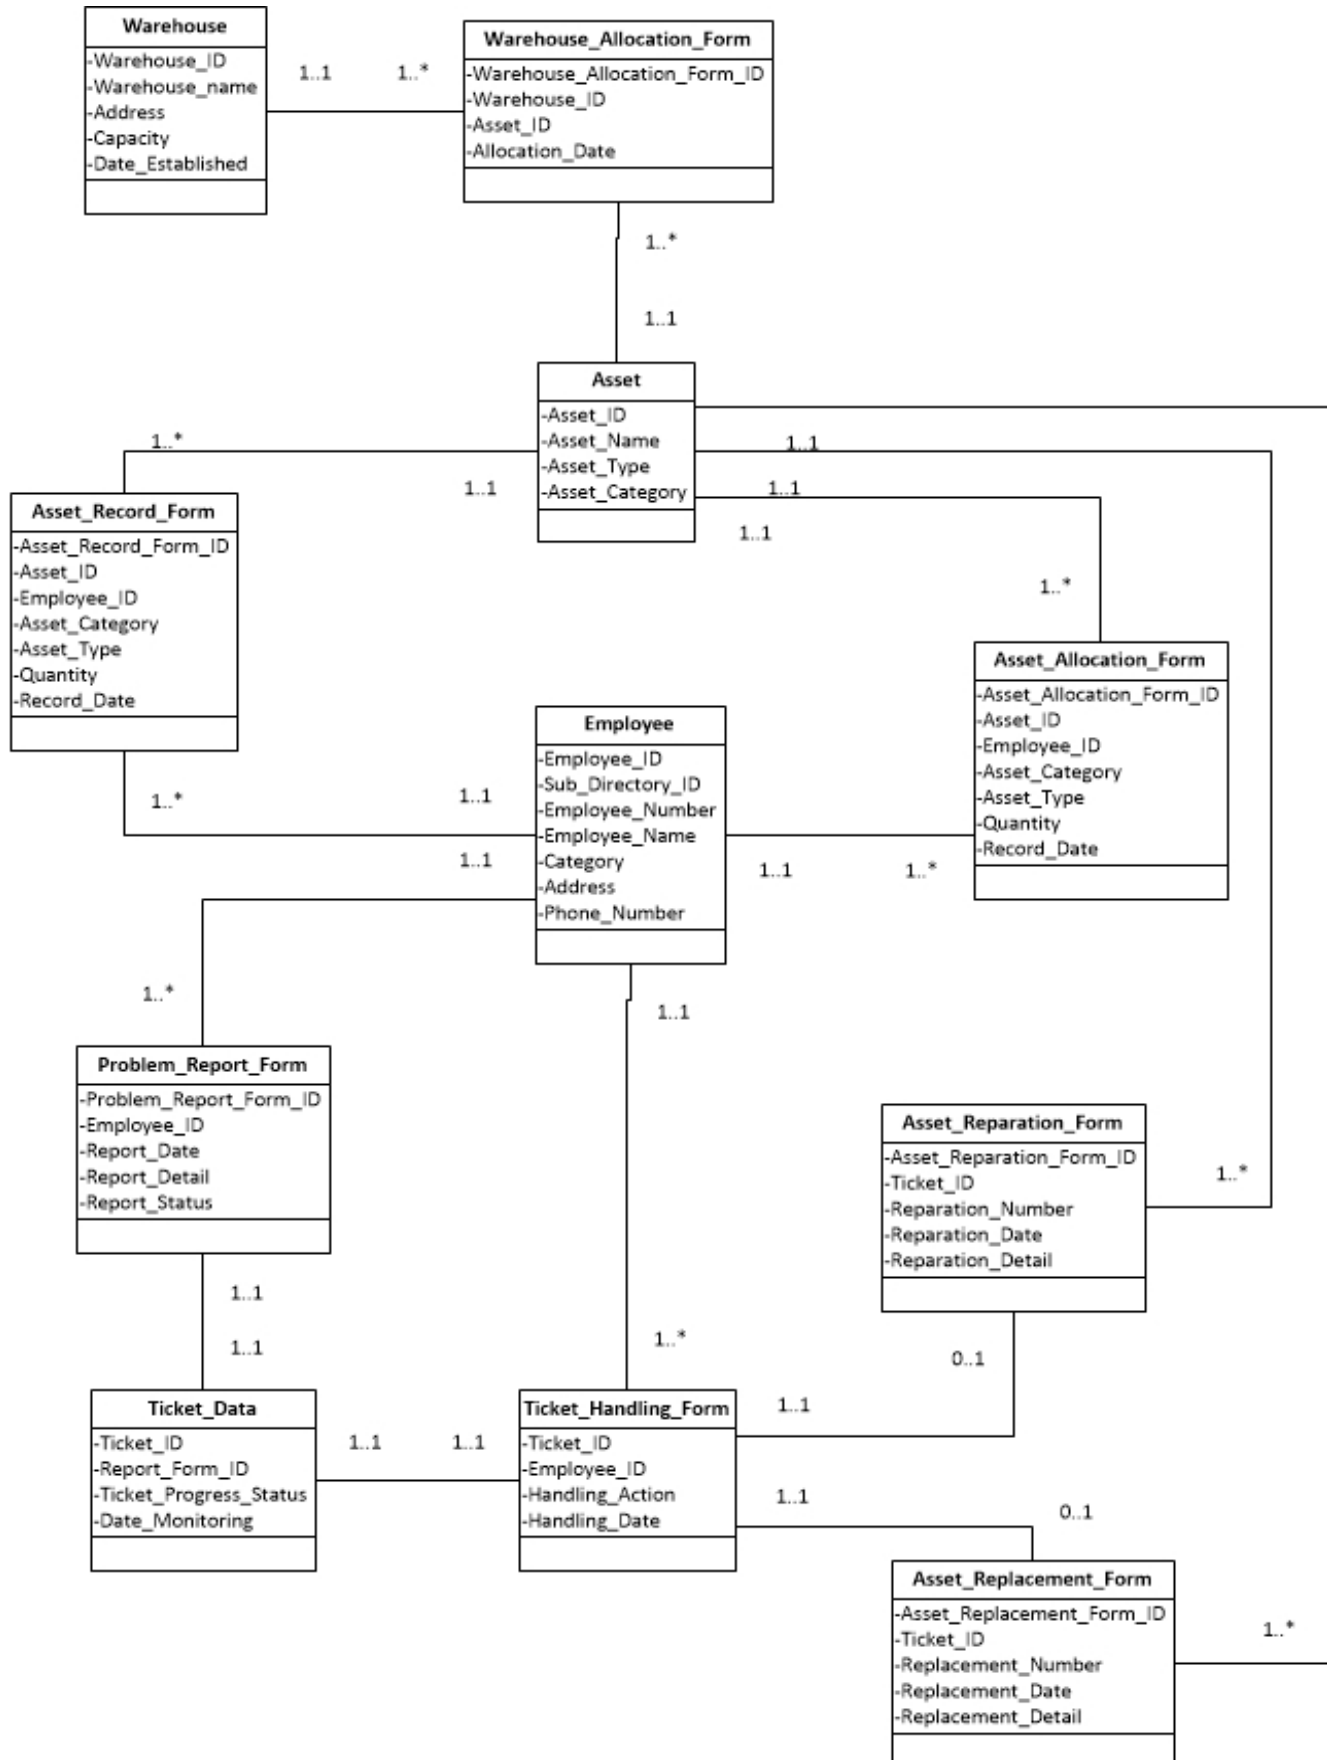 Warehouse
-Warehouse_ID
-Warehouse_name
-Address
-Capacity
-Date_Established
1..1
1..*
Warehouse_Allocation_Form
-Warehouse_Allocation_Form_ID
-Warehouse_ID
-Asset_ID
-Allocation_Date
1..*
1..1
Asset
-Asset_ID
-Asset_Name
-Asset_Type
-Asset_Category
1..*
1..1
1..1
1..1
1..1
1..*
Asset_Record_Form
-Asset_Record_Form_ID
-Asset_ID
-Employee_ID
-Asset_Category
-Asset_Type
-Quantity
-Record_Date
Asset_Allocation_Form
-Asset_Allocation_Form_ID
-Asset_ID
-Employee_ID
-Asset_Category
-Asset_Type
-Quantity
-Record_Date
Employee
-Employee_ID
-Sub_Directory_ID
-Employee_Number
-Employee_Name
-Category
-Address
-Phone_Number
1..*
1..1
1..1
1..1
1..*
1..*
1..1
Problem_Report_Form
-Problem_Report_Form_ID
-Employee_ID
-Report_Date
-Report_Detail
-Report_Status
Asset_Reparation_Form
-Asset_Reparation_Form_ID
-Ticket_ID
-Reparation_Number
-Reparation_Date
-Reparation_Detail
1..*
1..1
1..1
1..*
0..1
Ticket_Data
-Ticket_ID
-Report_Form_ID
-Ticket_Progress_Status
-Date_Monitoring
1..1
1..1
Ticket_Handling_Form
-Ticket_ID
-Employee_ID
-Handling_Action
-Handling_Date
1..1
1..1
0..1
Asset_Replacement_Form
-Asset_Replacement_Form_ID
-Ticket_ID
-Replacement_Number
-Replacement_Date
-Replacement_Detail
1..*